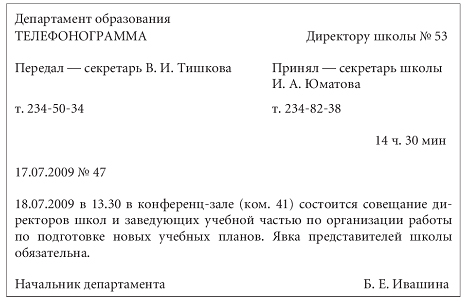 Департамент образования
ТЕЛЕФОНОГРАММА Директору школы № 53
Передал — секретарь В. И. Тишкова Принял — секретарь школы
И. А. Юматова
т. 234-50-34 т. 234-82-38
14 ч. 30 мин
17.07.2009 № 47
18.07.2009 в 13.30 в конференц-зале (ком. 41) состоится совещание ди-
ректоров школ и заведующих учебной частью по организации работы
по подготовке новых учебных планов. Явка представителей школы
обязательна.
Начальник департамента Б. Е. Ивашина